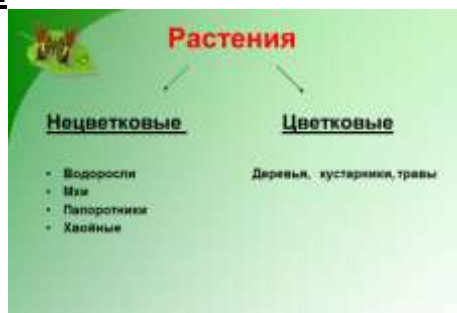 Растения
Нецветковые
Цветковые
• Водоросли
• Мхи
• Папоротники
• Хвойные
Деревья, кустарники, травы